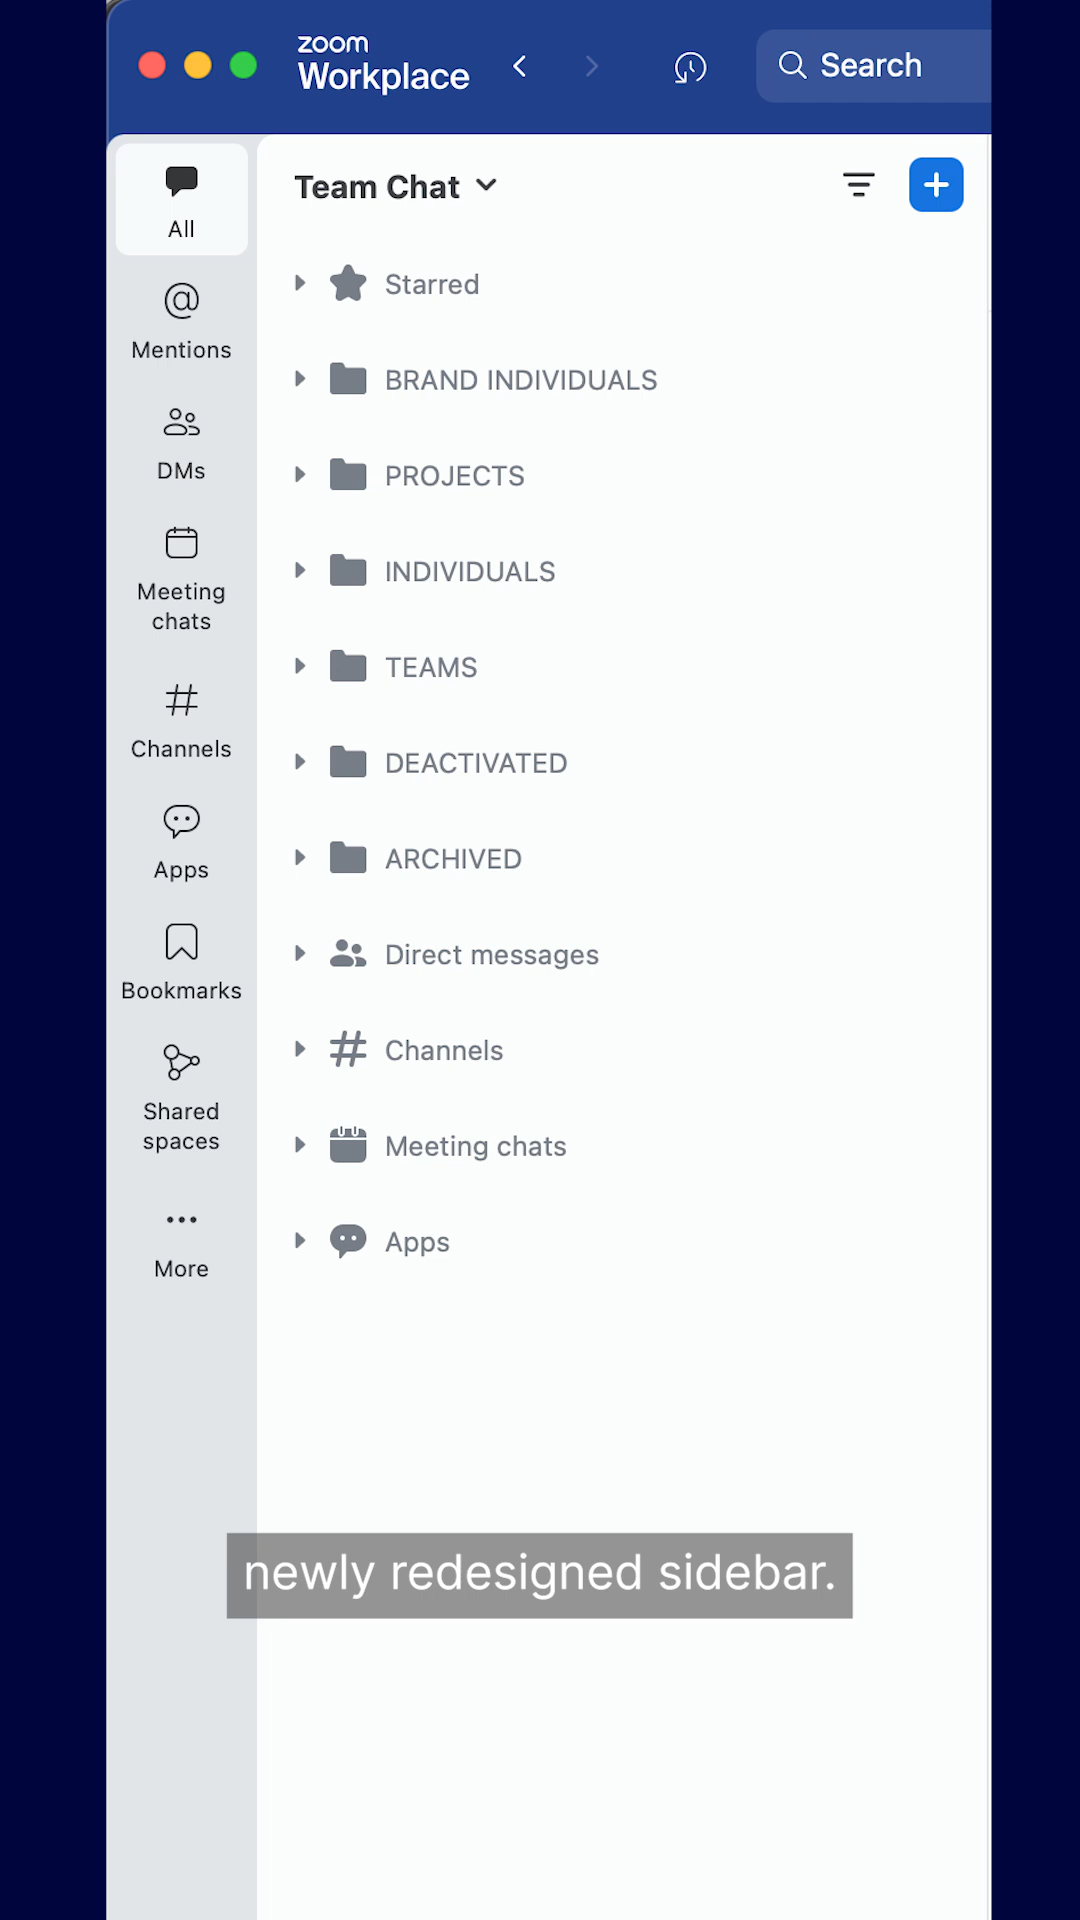 zoom
Workplace
Search
All
Mentions
DMs
Meeting
chats
Channels
Apps
Bookmarks
Shared
spaces
More
Team Chat
Starred
BRAND INDIVIDUALS
PROJECTS
INDIVIDUALS
TEAMS
DEACTIVATED
ARCHIVED
Direct messages
Channels
Meeting chats
Apps
newly redesigned sidebar.